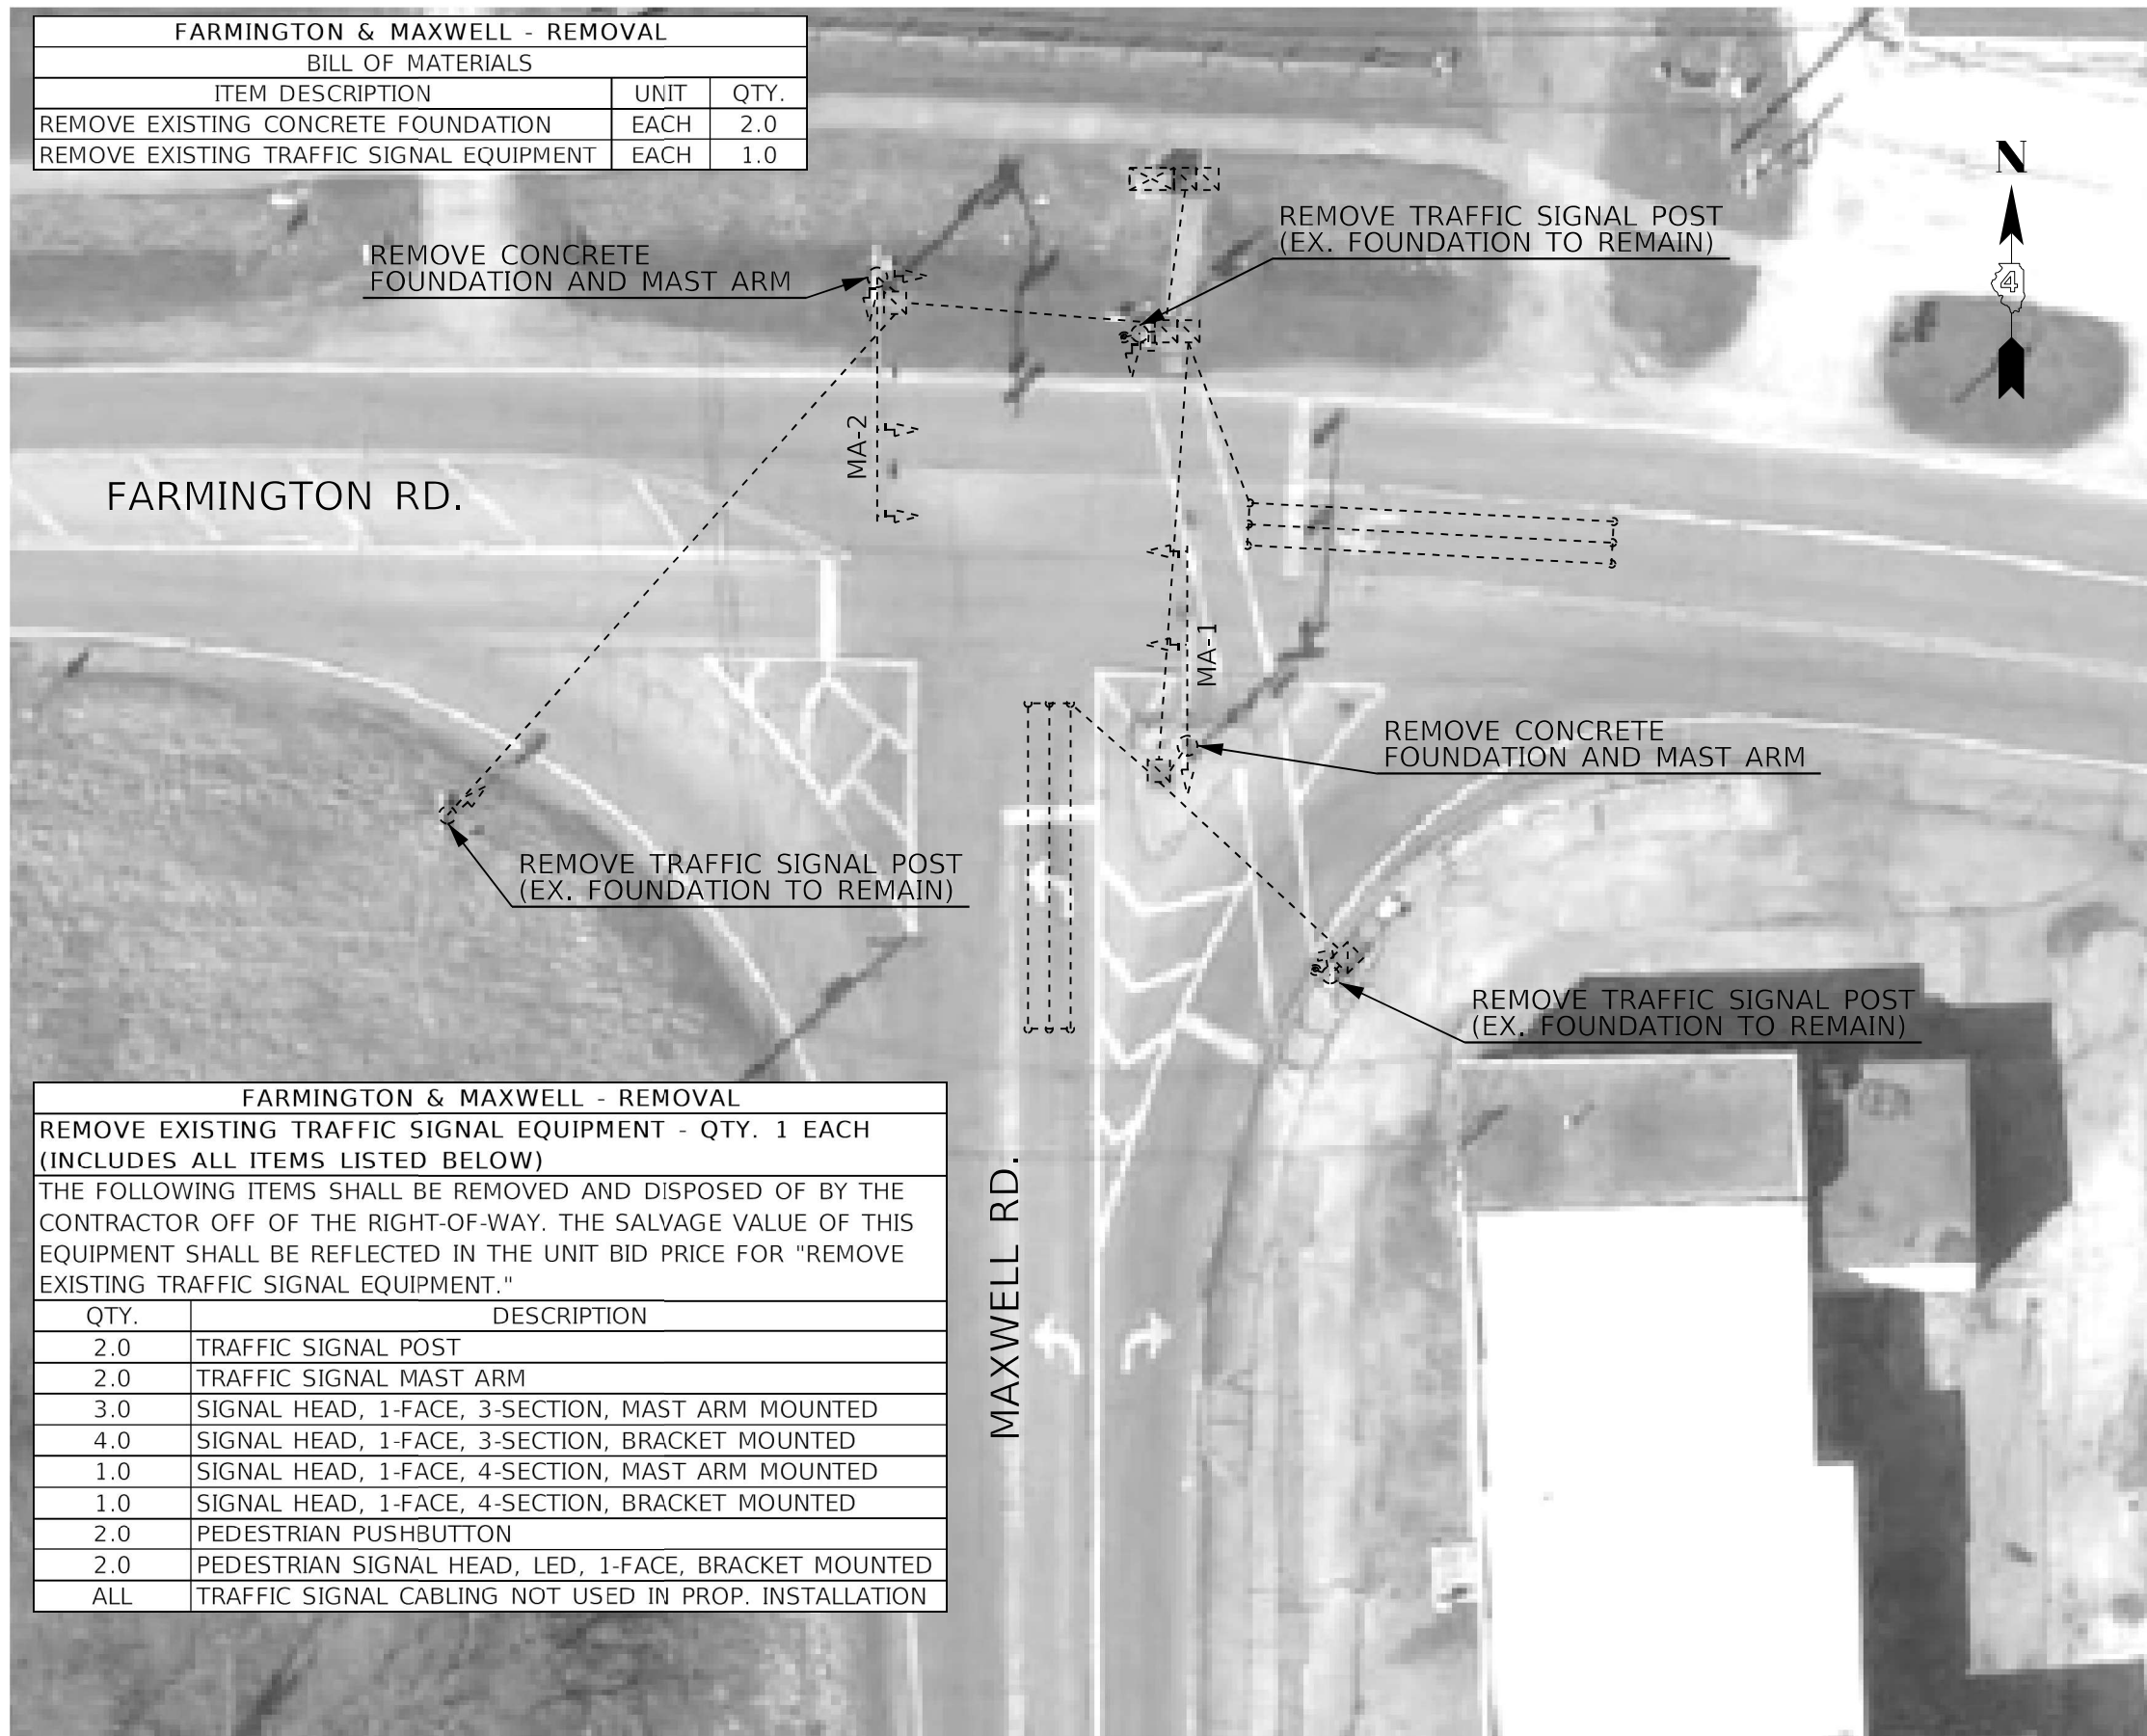 FARMINGTON & MAXWELL - REMOVAL
BILL OF MATERIALS
ITEM DESCRIPTION UNIT QTY.
REMOVE EXISTING CONCRETE FOUNDATION EACH 2.0
REMOVE EXISTING TRAFFIC SIGNAL EQUIPMENT EACH 1.0
N
4
REMOVE TRAFFIC SIGNAL POST
(EX. FOUNDATION TO REMAIN)
REMOVE CONCRETE
FOUNDATION AND MAST ARM
MA-2
FARMINGTON RD.
MA-1
REMOVE CONCRETE
FOUNDATION AND MAST ARM
REMOVE TRAFFIC SIGNAL POST
(EX. FOUNDATION TO REMAIN)
REMOVE TRAFFIC SIGNAL POST
(EX. FOUNDATION TO REMAIN)
MAXWELL RD.
FARMINGTON & MAXWELL - REMOVAL
REMOVE EXISTING TRAFFIC SIGNAL EQUIPMENT - QTY. 1 EACH
(INCLUDES ALL ITEMS LISTED BELOW)
THE FOLLOWING ITEMS SHALL BE REMOVED AND DISPOSED OF BY THE
CONTRACTOR OFF OF THE RIGHT-OF-WAY. THE SALVAGE VALUE OF THIS
EQUIPMENT SHALL BE REFLECTED IN THE UNIT BID PRICE FOR "REMOVE
EXISTING TRAFFIC SIGNAL EQUIPMENT."
QTY. DESCRIPTION
2.0 TRAFFIC SIGNAL POST
2.0 TRAFFIC SIGNAL MAST ARM
3.0 SIGNAL HEAD, 1-FACE, 3-SECTION, MAST ARM MOUNTED
4.0 SIGNAL HEAD, 1-FACE, 3-SECTION, BRACKET MOUNTED
1.0 SIGNAL HEAD, 1-FACE, 4-SECTION, MAST ARM MOUNTED
1.0 SIGNAL HEAD, 1-FACE, 4-SECTION, BRACKET MOUNTED
2.0 PEDESTRIAN PUSHBUTTON
2.0 PEDESTRIAN SIGNAL HEAD, LED, 1-FACE, BRACKET MOUNTED
ALL TRAFFIC SIGNAL CABLING NOT USED IN PROP. INSTALLATION